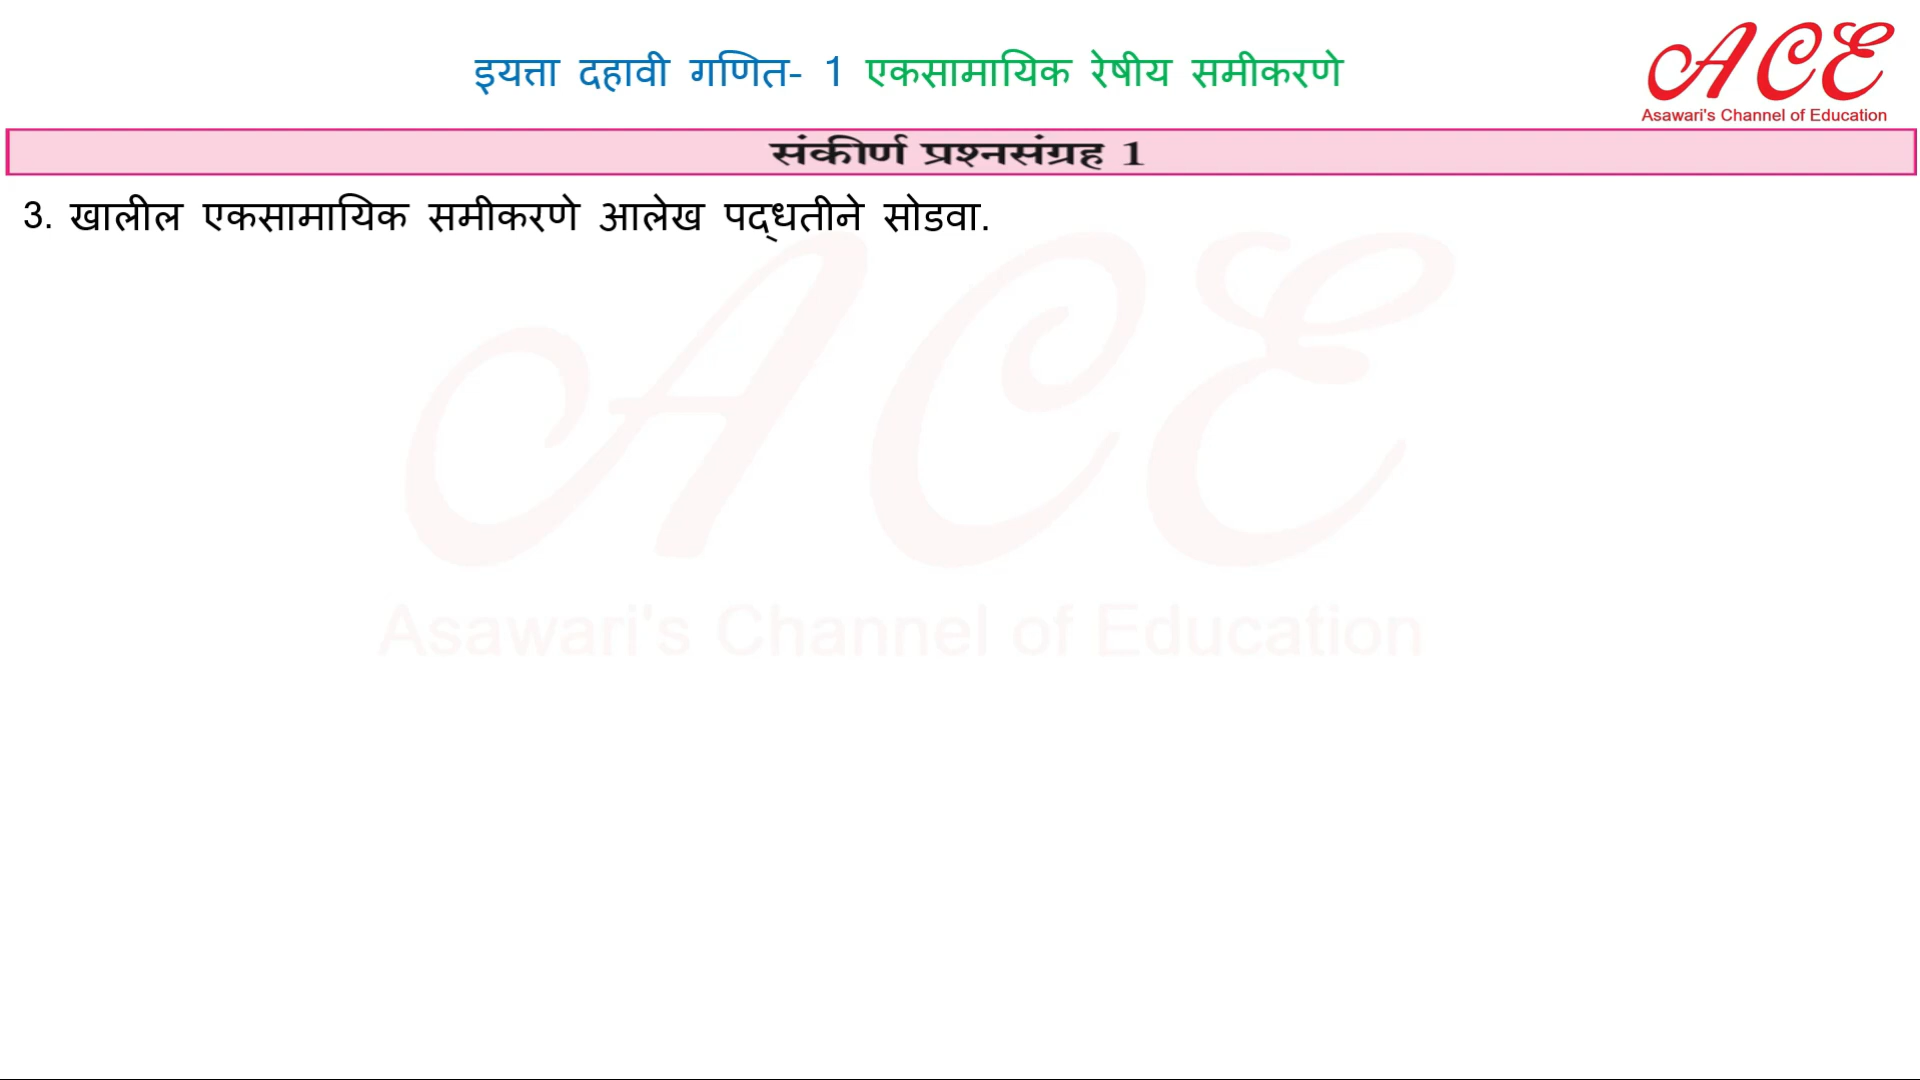 इयत्ता दहावी गणित- 1 एकसामायिक रेषीय समीकरणे
ACE
Asawari's Channel of Education
संकीर्ण प्रश्नसंग्रह 1
3. खालील एकसामायिक समीकरणे आलेख पद्धतीने सोडवा.
ACE
Asawari's Channel of Education